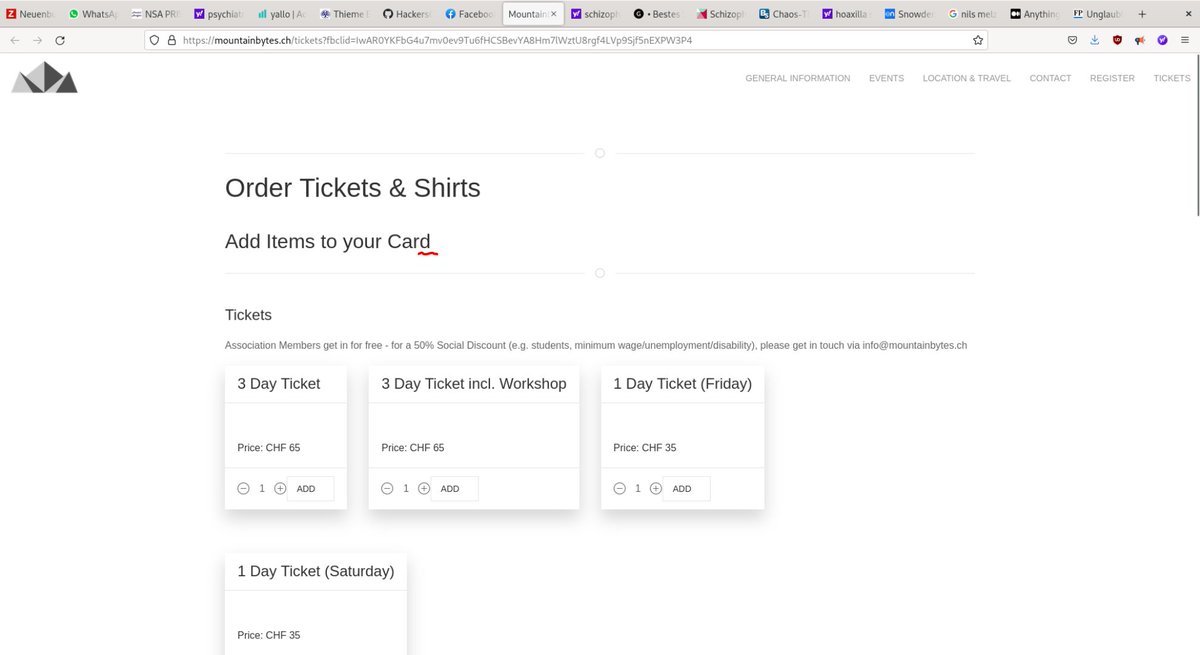 Neuenbu
WhatsAp
NSA PRI
psychiat
yallo | Ac
Thieme E
Hackers
Faceboo
Mountain
schizoph
• Bestes
Schizoph
Chaos-Tl
hoaxilla
Snowder
nils melz
Anything
Unglaubl
https://mountainbytes.ch/tickets?fbclid=IwAR0YKFbG4u7mv0ev9Tu6fHCSBevYA8Hm7lWztU8rgf4LVp9Sjf5nEXPW3P4
GENERAL INFORMATION EVENTS LOCATION & TRAVEL CONTACT REGISTER TICKETS
Order Tickets & Shirts
Add Items to your Card
Tickets
Association Members get in for free - for a 50% Social Discount (e.g. students, minimum wage/unemployment/disability), please get in touch via info@mountainbytes.ch
3 Day Ticket
Price: CHF 65
1 ADD
3 Day Ticket incl. Workshop
Price: CHF 65
1 ADD
1 Day Ticket (Friday)
Price: CHF 35
1 ADD
1 Day Ticket (Saturday)
Price: CHF 35